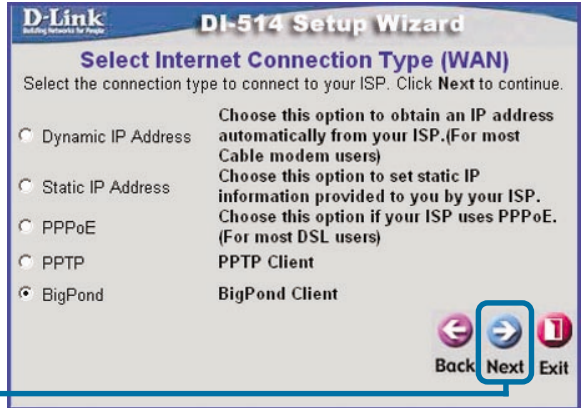 D-Link
Building Networks for People
DI-514 Setup Wizard
Select Internet Connection Type (WAN)
Select the connection type to connect to your ISP. Click Next to continue.
Dynamic IP Address
Choose this option to obtain an IP address
automatically from your ISP.(For most
Cable modem users)
Static IP Address
Choose this option to set static IP
information provided to you by your ISP.
PPPoE
Choose this option if your ISP uses PPPoE.
(For most DSL users)
PPTP
PPTP Client
BigPond
BigPond Client
Back
Next
Exit